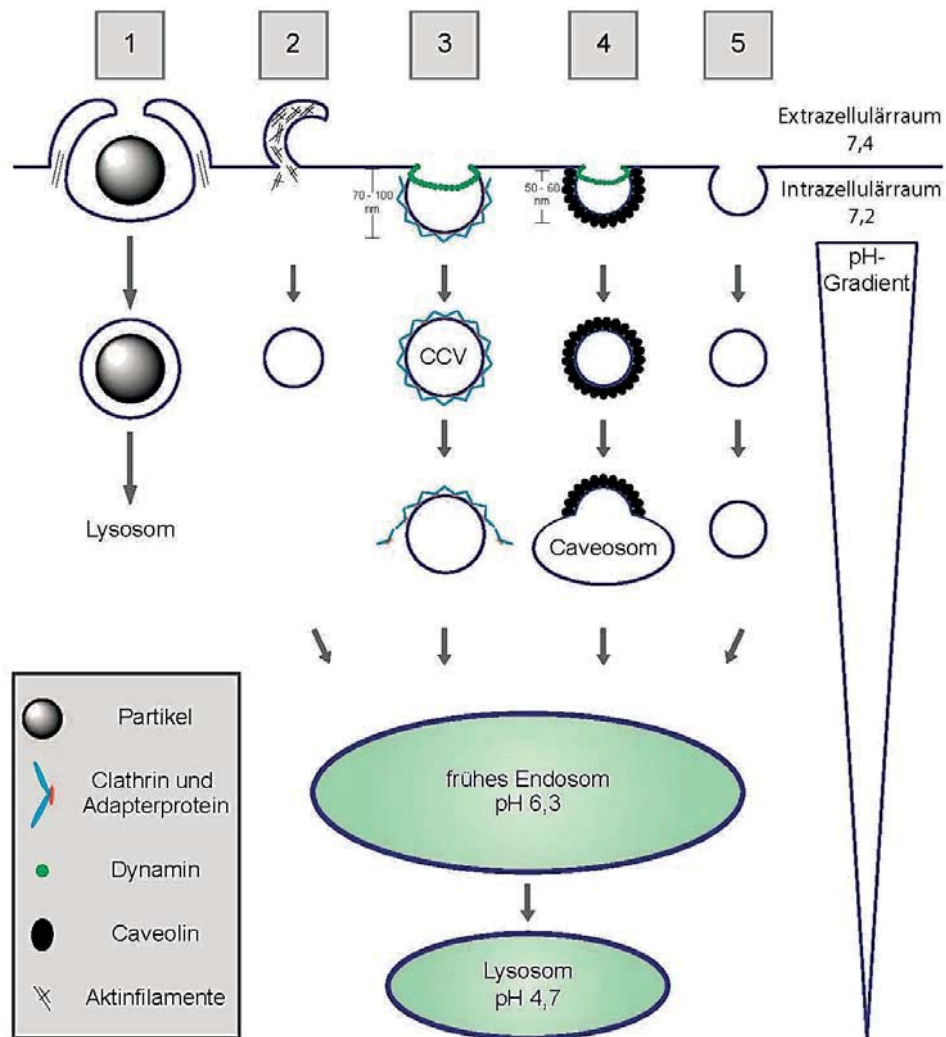 1
2
3
4
5
Extrazellulärraum
7,4
Intrazellulärraum
7,2
70 - 100
nm
50 - 60
nm
pH-
Gradient
CCV
Lysosom
Caveosom
Partikel
Clathrin und
Adapterprotein
Dynamin
Caveolin
Aktinfilamente
frühes Endosom
pH 6,3
Lysosom
pH 4,7